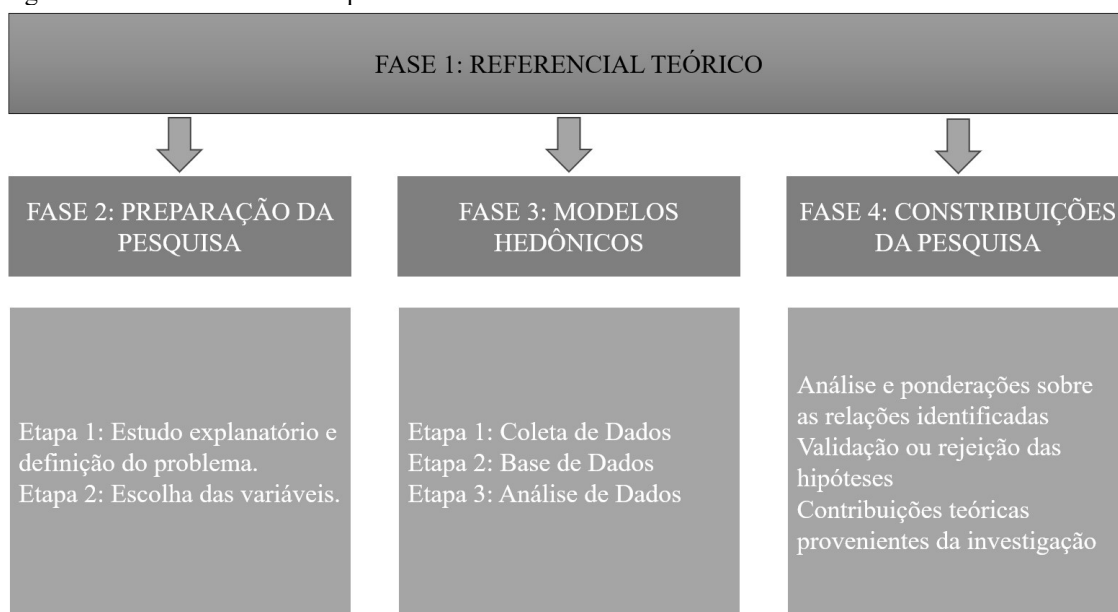 FASE 1: REFERENCIAL TEÓRICO
FASE 2: PREPARAÇÃO DA
PESQUISA
FASE 3: MODELOS
HEDÔNICOS
FASE 4: CONSTRIBUIÇÕES
DA PESQUISA
Etapa 1: Estudo explanatório e
definição do problema.
Etapa 2: Escolha das variáveis.
Etapa 1: Coleta de Dados
Etapa 2: Base de Dados
Etapa 3: Análise de Dados
Análise e ponderações sobre
as relações identificadas
Validação ou rejeição das
hipóteses
Contribuições teóricas
provenientes da investigação